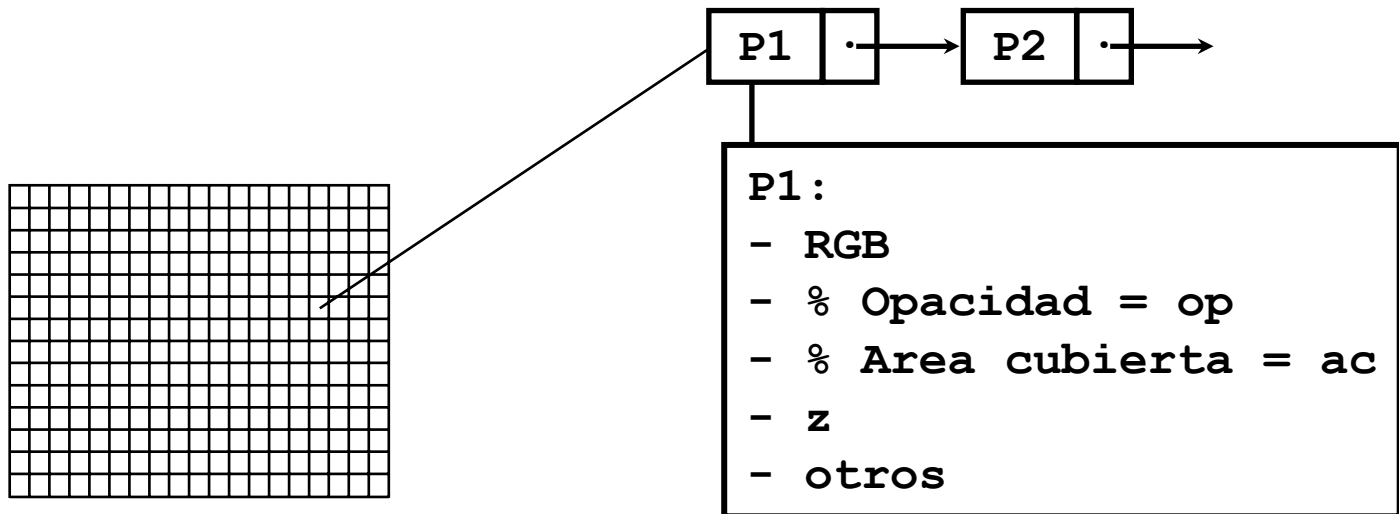 P1
P2
P1:
- RGB
- % Opacidad = op
- % Area cubierta = ac
- z
- otros